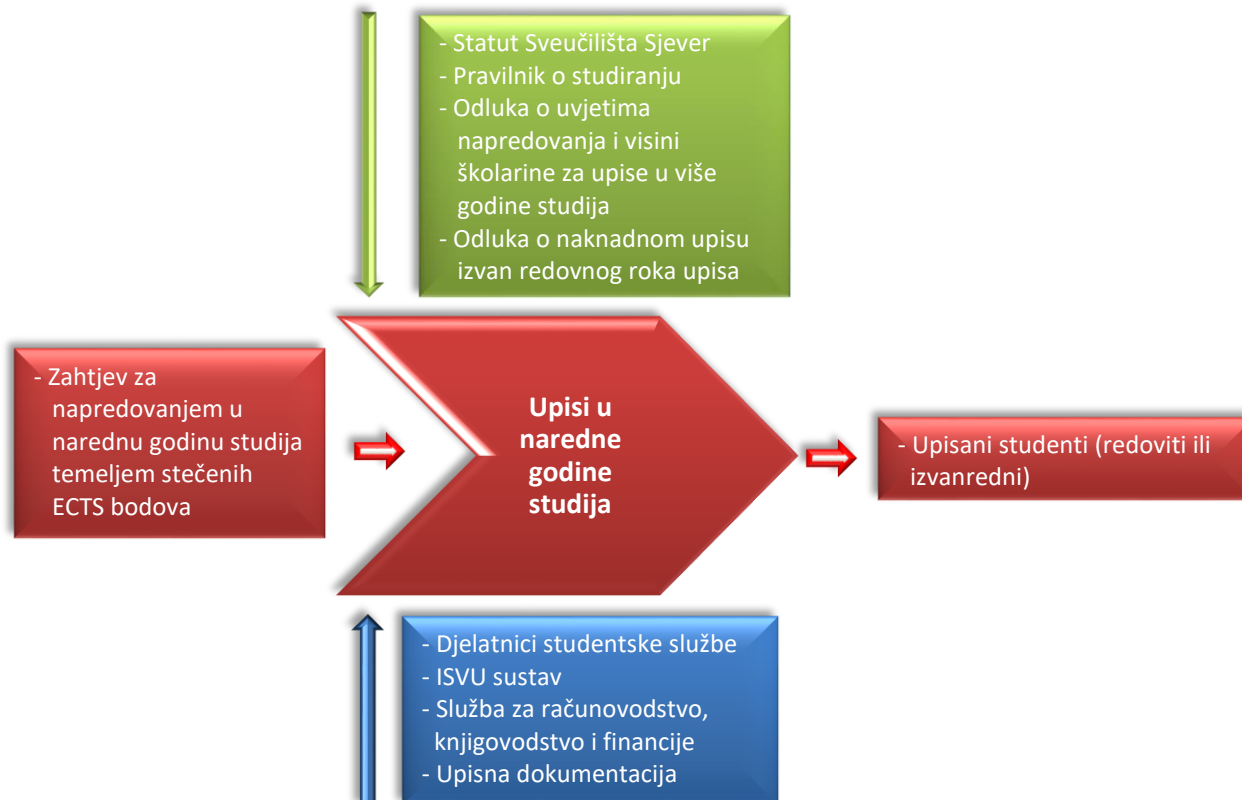 - Statut Sveučilišta Sjever
- Pravilnik o studiranju
- Odluka o uvjetima
napredovanja i visini
školarine za upise u više
godine studija
- Odluka o naknadnom upisu
izvan redovnog roka upisa
- Zahtjev za
napredovanjem u
narednu godinu studija
temeljem stečenih
ECTS bodova
Upisi u
naredne
godine
studija
- Upisani studenti (redoviti ili
izvanredni)
- Djelatnici studentske službe
- ISVU sustav
- Služba za računovodstvo,
knjigovodstvo i financije
- Upisna dokumentacija